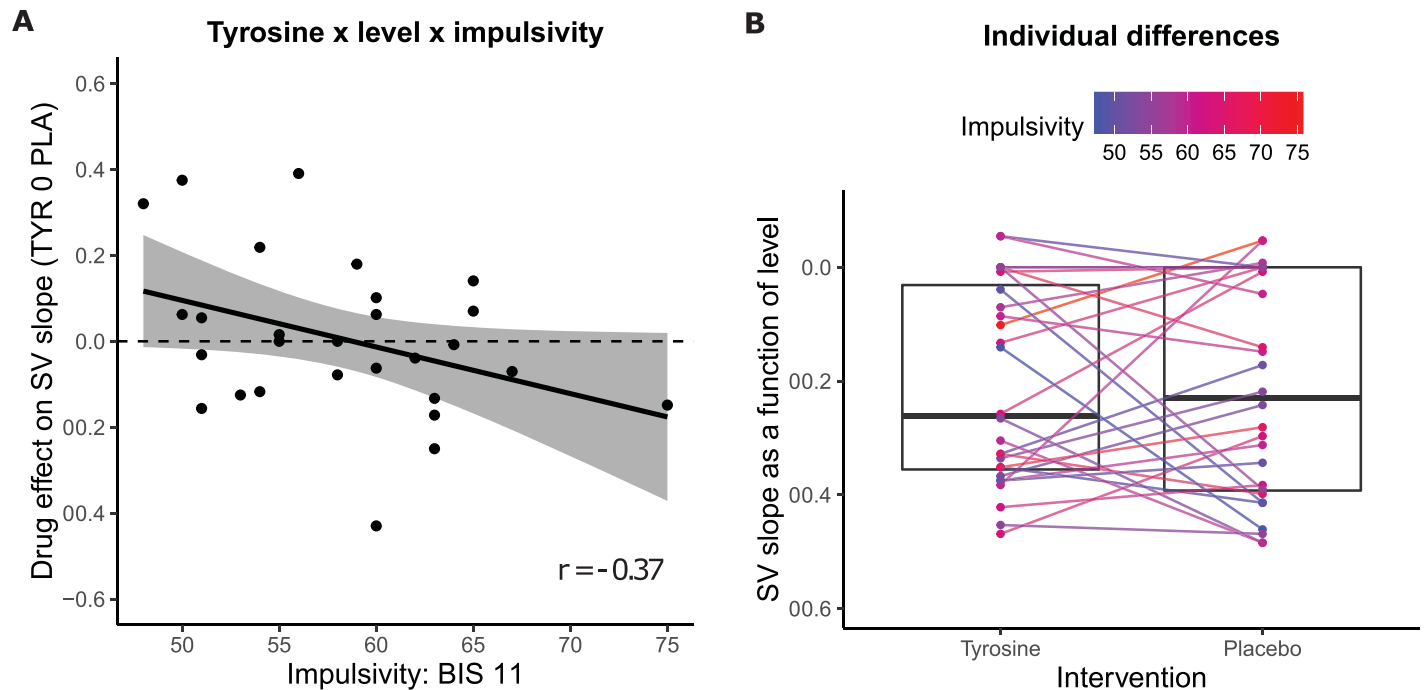 A
Tyrosine x level x impulsivity
Drug effect on SV slope (TYR 0 PLA)
0.6
0.4
0.2
0.0
00.2
00.4
−0.6
r = - 0.37
50 55 60 65 70 75
Impulsivity: BIS 11
B
Individual differences
Impulsivity
50 55 60 65 70 75
SV slope as a function of level
0.0
00.2
00.4
00.6
Tyrosine Placebo
Intervention